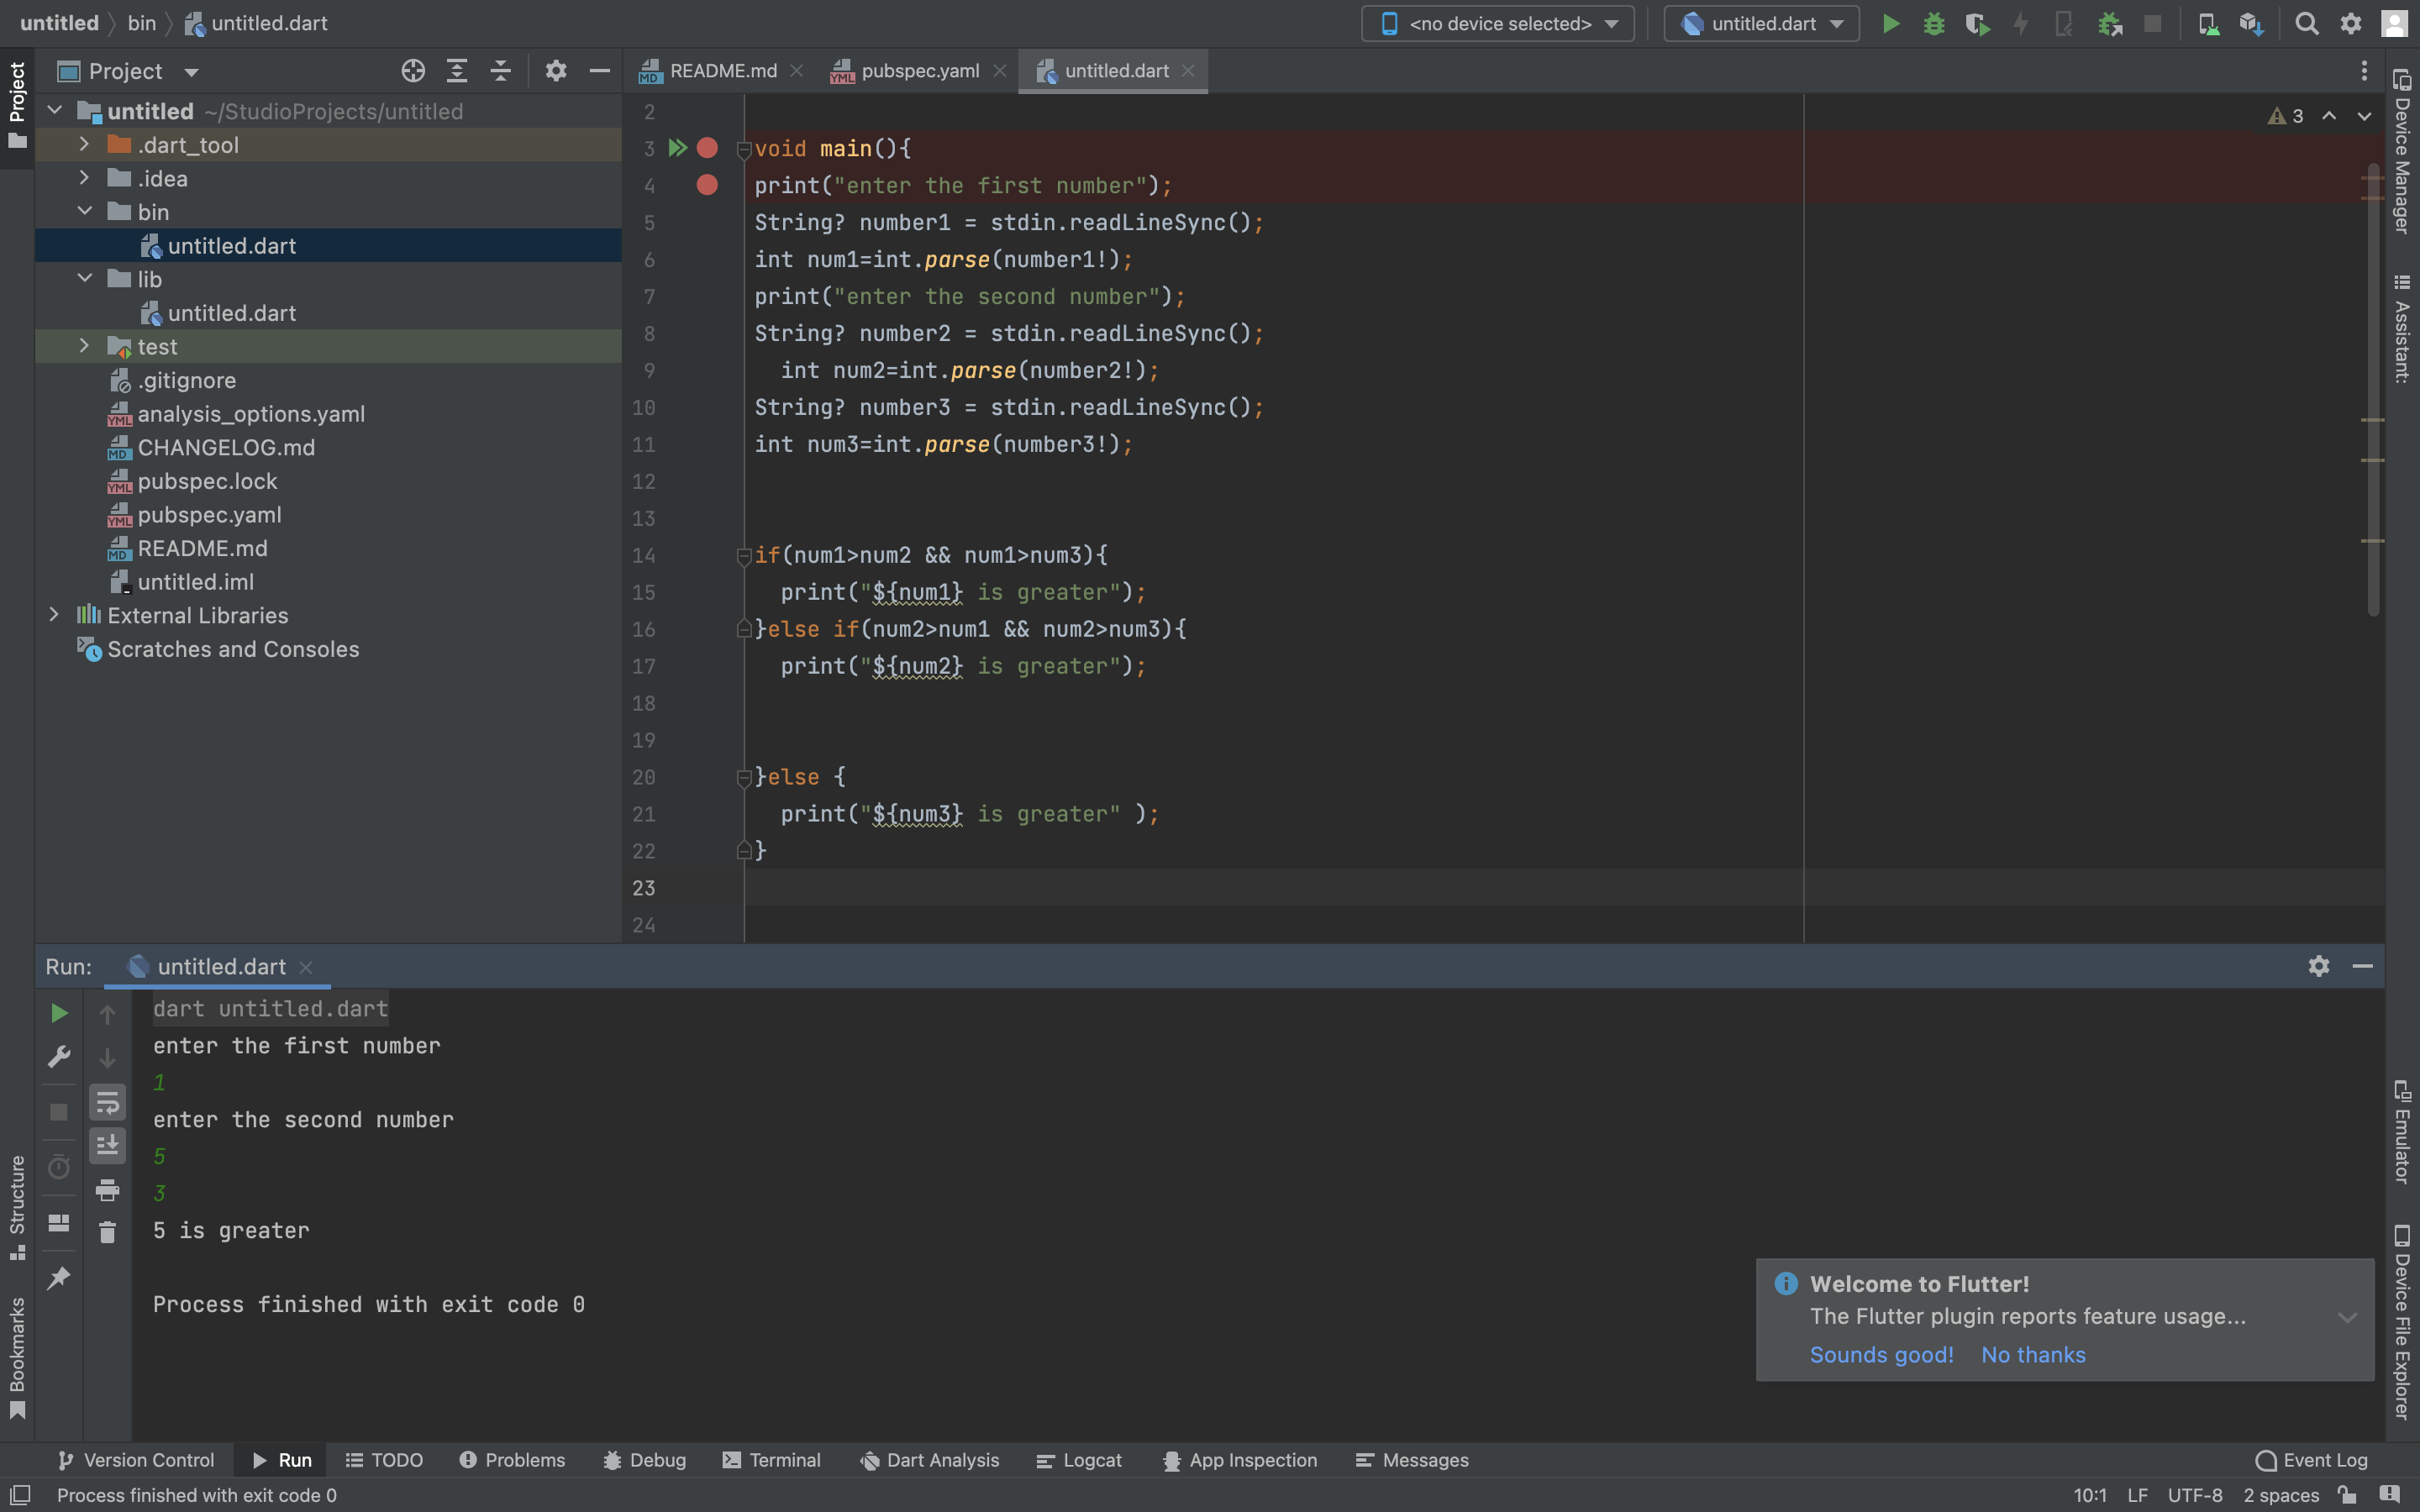 untitled bin untitled.dart
<no device selected> untitled.dart
Project
Project
README.md
pubspec.yaml
untitled.dart
untitled ~/StudioProjects/untitled
.dart_tool
.idea
bin
untitled.dart
lib
untitled.dart
test
.gitignore
analysis_options.yaml
CHANGELOG.md
pubspec.lock
pubspec.yaml
README.md
untitled.iml
External Libraries
Scratches and Consoles
3
2
3 void main(){
4 print("enter the first number");
5 String? number1 = stdin.readLineSync();
6 int num1=int.parse(number1!);
7 print("enter the second number");
8 String? number2 = stdin.readLineSync();
9 int num2=int.parse(number2!);
10 String? number3 = stdin.readLineSync();
11 int num3=int.parse(number3!);
12
13
14 if(num1>num2 && num1>num3){
15 print("${num1} is greater");
16 }else if(num2>num1 && num2>num3){
17 print("${num2} is greater");
18
19
20 }else {
21 print("${num3} is greater" );
22 }
23
24
Device Manager
Assistant:
Emulator
Device File Explorer
Structure
Bookmarks
Run: untitled.dart
dart untitled.dart
enter the first number
1
enter the second number
5
3
5 is greater
Process finished with exit code 0
Welcome to Flutter!
The Flutter plugin reports feature usage...
Sounds good! No thanks
Version Control Run TODO Problems Debug Terminal Dart Analysis Logcat App Inspection Messages Event Log
Process finished with exit code 0 10:1 LF UTF-8 2 spaces